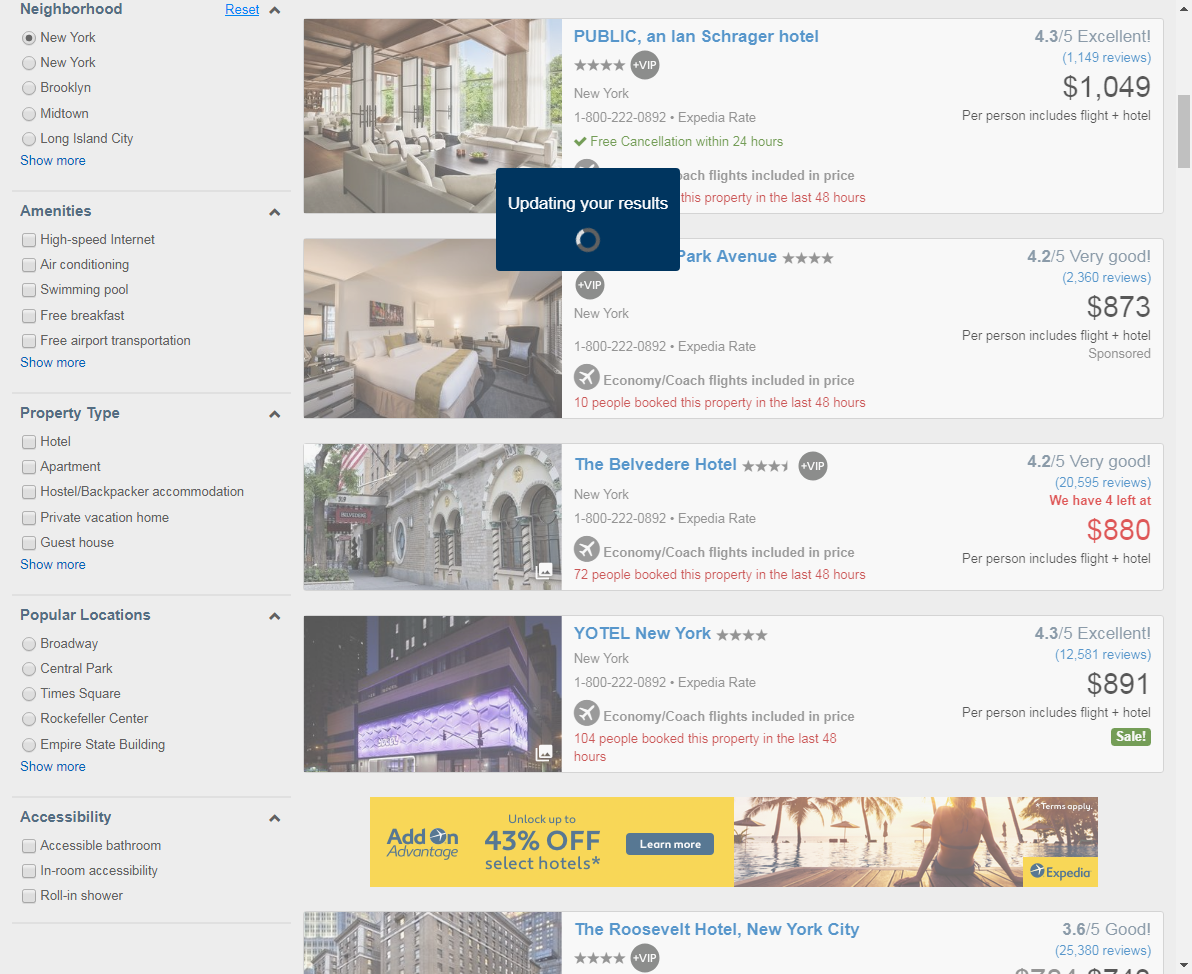 Neighborhood
Reset
New York
New York
Brooklyn
Midtown
Long Island City
Show more
Amenities
High-speed Internet
Air conditioning
Swimming pool
Free breakfast
Free airport transportation
Show more
Property Type
Hotel
Apartment
Hostel/Backpacker accommodation
Private vacation home
Guest house
Show more
Popular Locations
Broadway
Central Park
Times Square
Rockefeller Center
Empire State Building
Show more
Accessibility
Accessible bathroom
In-room accessibility
Roll-in shower
PUBLIC, an Ian Schrager hotel
+VIP
New York
1-800-222-0892 • Expedia Rate
Free Cancellation within 24 hours
ach flights included in price
this property in the last 48 hours
4.3/5 Excellent!
(1,149 reviews)
$1,049
Per person includes flight + hotel
Updating your results
Park Avenue
+VIP
New York
1-800-222-0892 • Expedia Rate
Economy/Coach flights included in price
10 people booked this property in the last 48 hours
4.2/5 Very good!
(2,360 reviews)
$873
Per person includes flight + hotel
Sponsored
The Belvedere Hotel
+VIP
New York
1-800-222-0892 • Expedia Rate
Economy/Coach flights included in price
72 people booked this property in the last 48 hours
4.2/5 Very good!
(20,595 reviews)
We have 4 left at
$880
Per person includes flight + hotel
BELVEDERE
YOTEL New York
New York
1-800-222-0892 • Expedia Rate
Economy/Coach flights included in price
104 people booked this property in the last 48
hours
4.3/5 Excellent!
(12,581 reviews)
$891
Per person includes flight + hotel
Sale!
Add On
Advantage
Unlock up to
43% OFF
select hotels*
Learn more
*Terms apply.
Expedia
The Roosevelt Hotel, New York City
+VIP
3.6/5 Good!
(25,380 reviews)